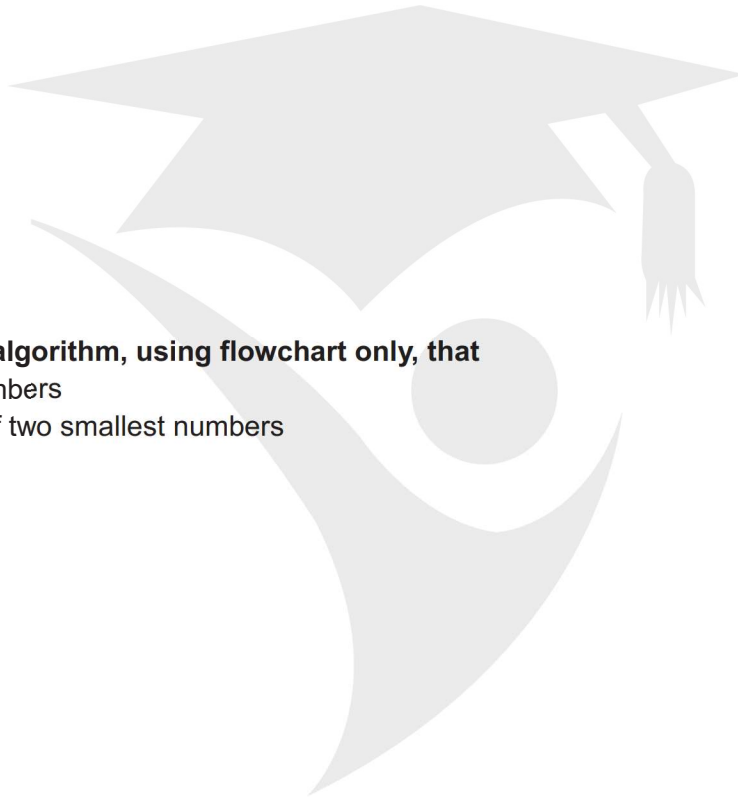 algorithm, using flowchart only, that
nbers
f two smallest numbers